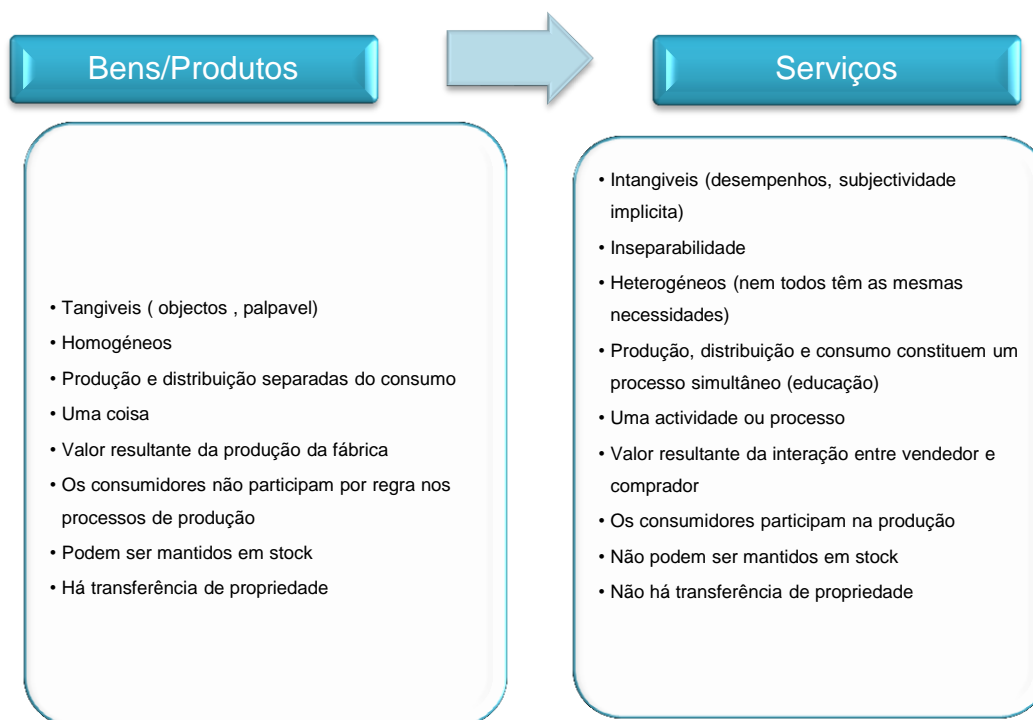 Bens/Produtos
Serviços
• Tangiveis ( objectos , palpavel)
• Homogéneos
• Produção e distribuição separadas do consumo
• Uma coisa
• Valor resultante da produção da fábrica
• Os consumidores não participam por regra nos
processos de produção
• Podem ser mantidos em stock
• Há transferência de propriedade
• Intangiveis (desempenhos, subjectividade
implicita)
• Inseparabilidade
• Heterogéneos (nem todos têm as mesmas
necessidades)
• Produção, distribuição e consumo constituem um
processo simultâneo (educação)
• Uma actividade ou processo
• Valor resultante da interação entre vendedor e
comprador
• Os consumidores participam na produção
• Não podem ser mantidos em stock
• Não há transferência de propriedade